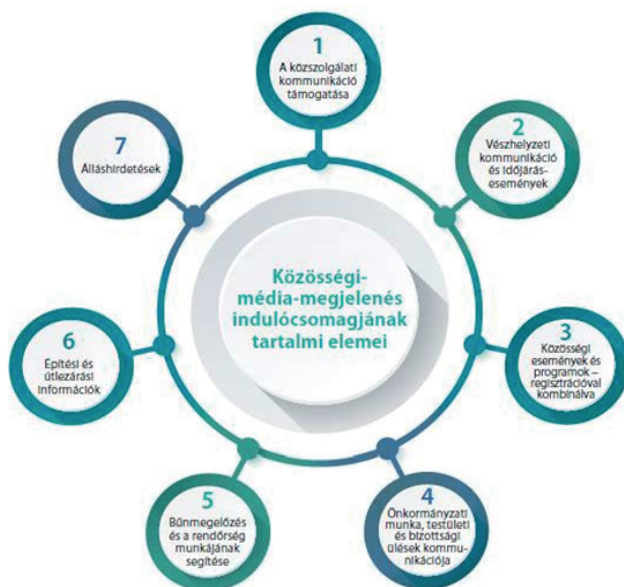 Közösségi-
média-megjelenés
indulócsomagjának
tartalmi elemei
1
A közszolgálati
kommunikáció
támogatása
2
Vészhelyzeti
kommunikáció
és időjárás-
események
3
Közösségi
események és
programok –
regisztrációval
kombinálva
4
Önkormányzati
munka, testületi
és bizottsági
ülések kommu-
nikációja
5
Bűnmegelőzés
és a rendőrség
munkájának
segítése
6
Építési és
útlezárási
információk
7
Álláshirdetések